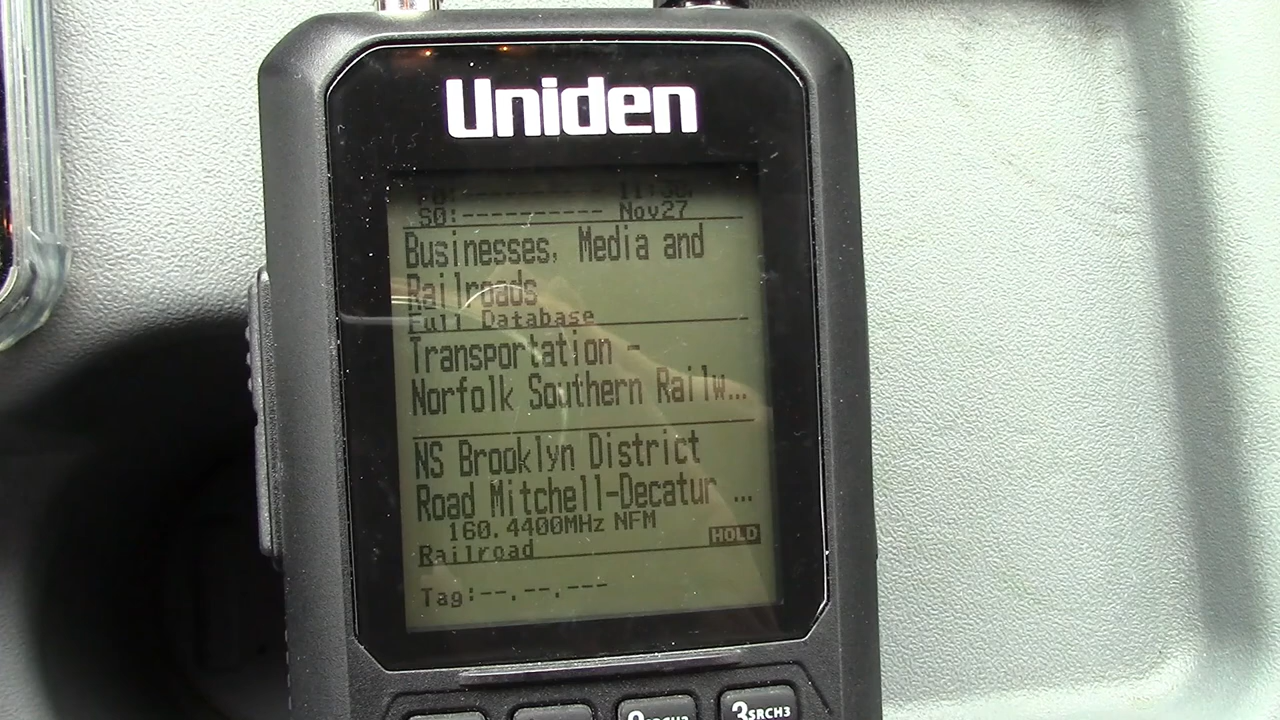 Uniden
S0:---------- Nov27
Businesses, Media and
Railroads
Full Database
Transportation -
Norfolk Southern Railw...
NS Brooklyn District
Road Mitchell-Decatur ...
160.4400MHz NFM
HOLD
Railroad
Tag:--.--.---
3SRCH3